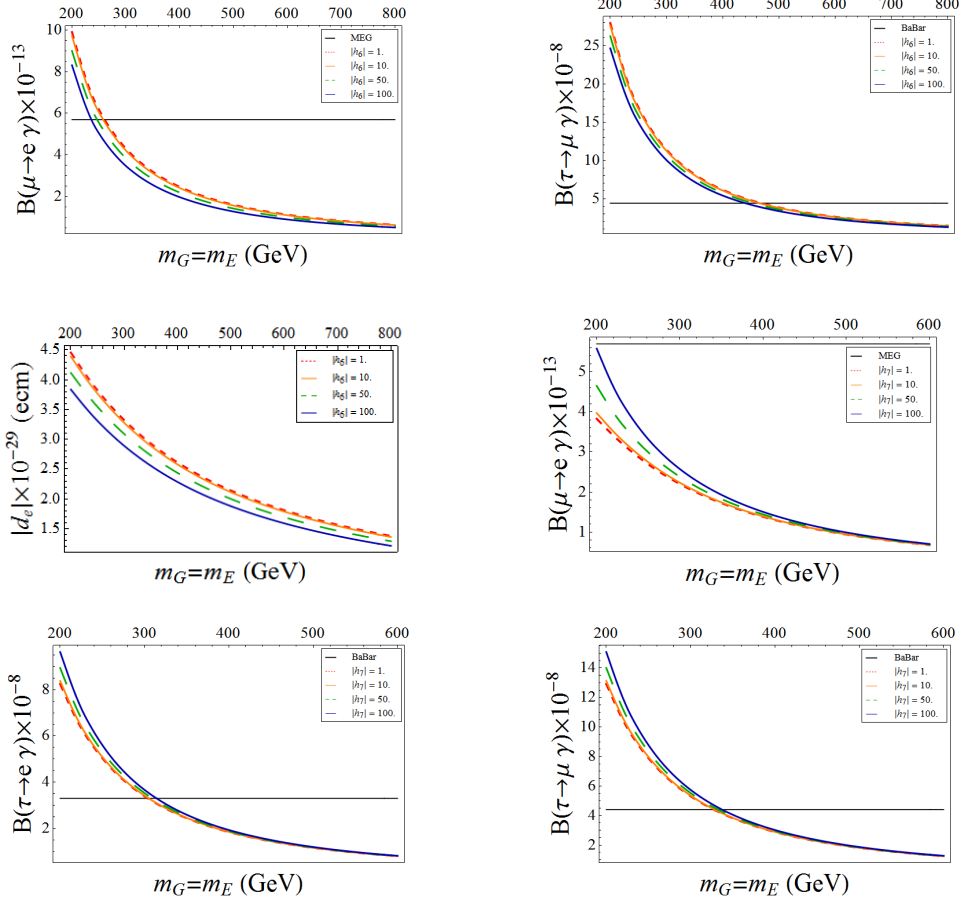 200 300 400 500 600 700 800
10
8
6
4
2
B(μ→e γ)×10⁻¹³
MEG
|h₆| = 1.
|h₆| = 10.
|h₆| = 50.
|h₆| = 100.
m_G=m_E (GeV)
200 300 400 500 600 700 800
25
20
15
10
5
B(τ→μ γ)×10⁻⁸
BaBar
|h₆| = 1.
|h₆| = 10.
|h₆| = 50.
|h₆| = 100.
m_G=m_E (GeV)
200 300 400 500 600 700 800
4.5
4.0
3.5
3.0
2.5
2.0
1.5
|d_e|×10⁻²⁹ (ecm)
|h₆| = 1.
|h₆| = 10.
|h₆| = 50.
|h₆| = 100.
m_G=m_E (GeV)
200 300 400 500 600
5
4
3
2
1
B(μ→e γ)×10⁻¹³
MEG
|h₇| = 1.
|h₇| = 10.
|h₇| = 50.
|h₇| = 100.
m_G=m_E (GeV)
200 300 400 500 600
8
6
4
2
B(τ→e γ)×10⁻⁸
BaBar
|h₇| = 1.
|h₇| = 10.
|h₇| = 50.
|h₇| = 100.
m_G=m_E (GeV)
200 300 400 500 600
14
12
10
8
6
4
2
B(τ→μ γ)×10⁻⁸
BaBar
|h₇| = 1.
|h₇| = 10.
|h₇| = 50.
|h₇| = 100.
m_G=m_E (GeV)